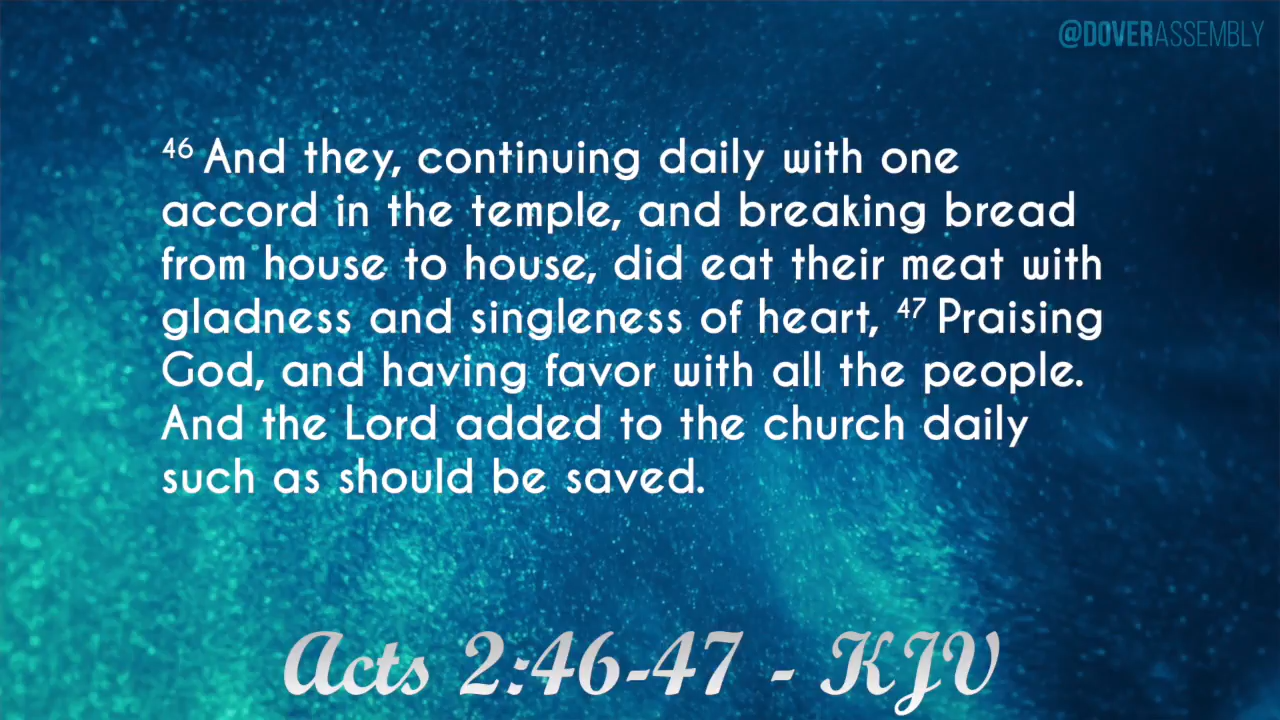 @DOVERASSEMBLY
46 And they, continuing daily with one
accord in the temple, and breaking bread
from house to house, did eat their meat with
gladness and singleness of heart, 47 Praising
God, and having favor with all the people.
And the Lord added to the church daily
such as should be saved.
Acts 2:46-47 - KJV